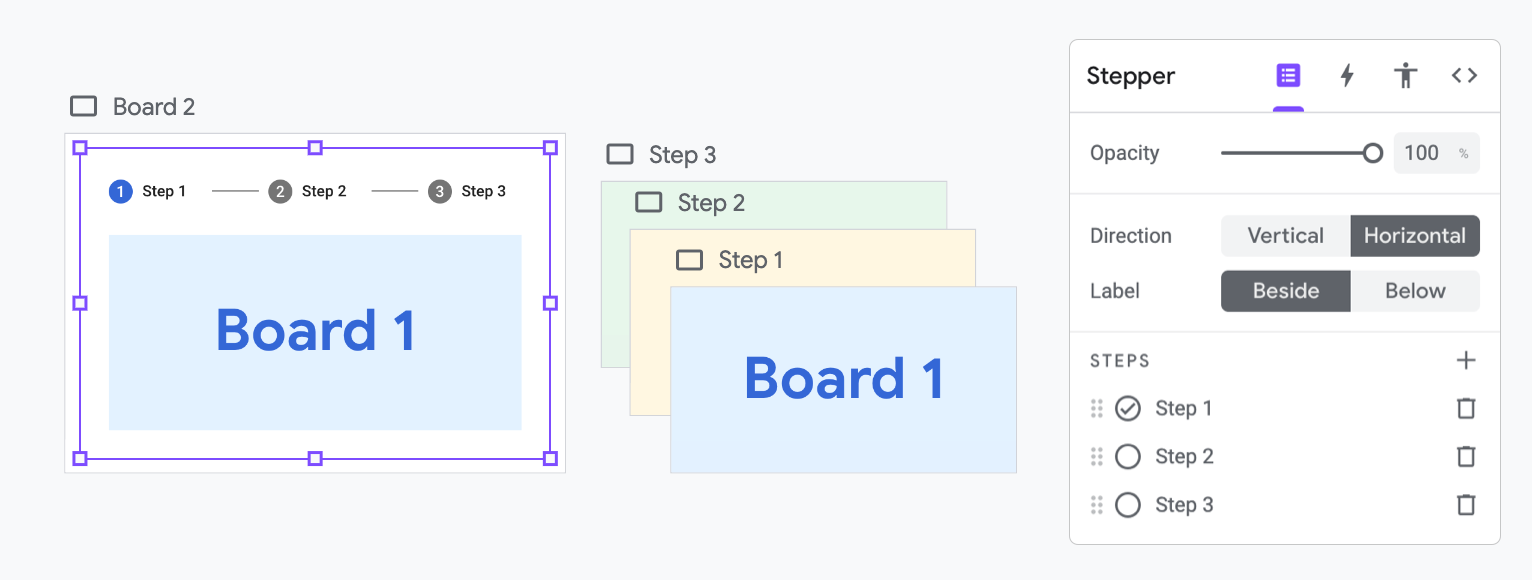 Board 2
1 Step 1 2 Step 2 3 Step 3
Board 1
Step 3
Step 2
Step 1
Board 1
Stepper
Opacity 100 %
Direction Vertical Horizontal
Label Beside Below
STEPS
Step 1
Step 2
Step 3